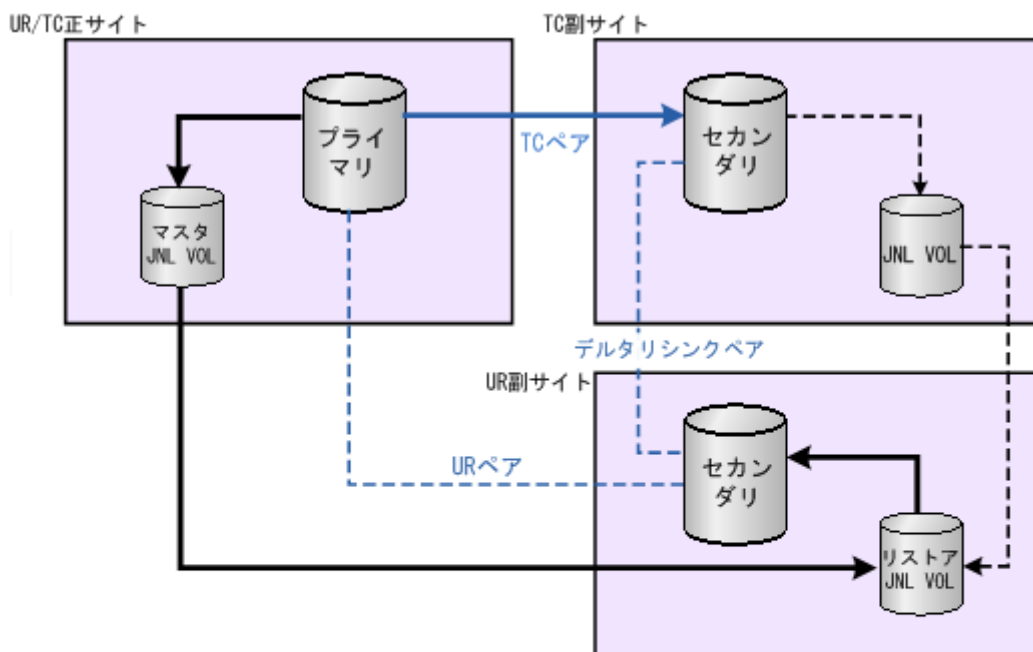 UR/TC正サイト
TC副サイト
プライ
マリ
TCペア
セカン
ダリ
マスタ
JNL VOL
JNL VOL
デルタリシンクペア
UR副サイト
URペア
セカン
ダリ
リストア
JNL VOL